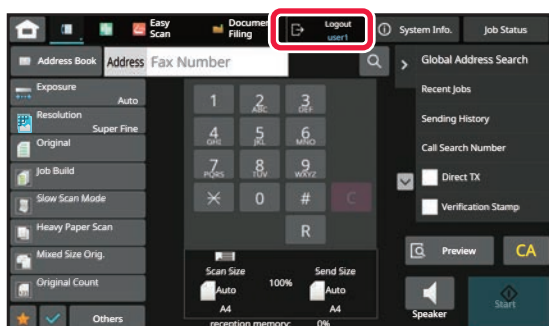 Easy Scan
Document Filing
Logout
user1
System Info.
Job Status
Address Book
Address
Fax Number
Global Address Search
Exposure
Auto
Resolution
Super Fine
Original
Job Build
Slow Scan Mode
Heavy Paper Scan
Mixed Size Orig.
Original Count
Others
1
2 ABC
3 DEF
4 GHI
5 JKL
6 MNO
7 PQRS
8 TUV
9 WXYZ
0
#
C
R
Scan Size
Auto
A4
100%
Send Size
Auto
A4
reception memory: 0%
Recent Jobs
Sending History
Call Search Number
Direct TX
Verification Stamp
Preview
CA
Speaker
Start